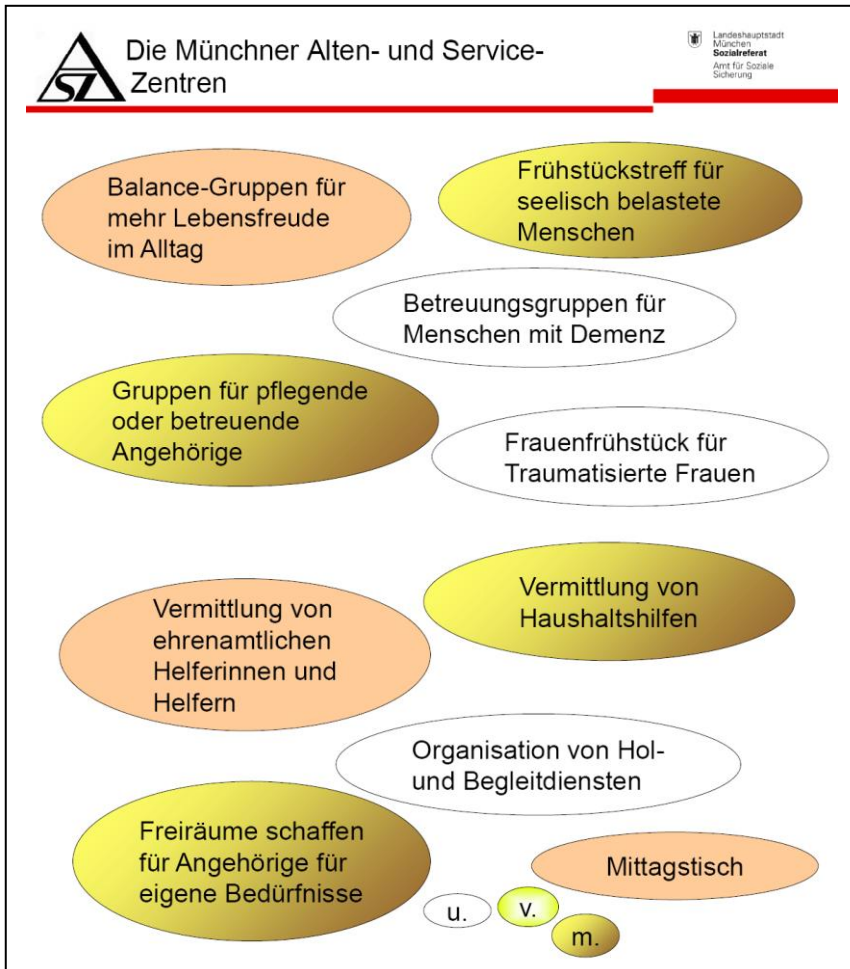 ASZ
Die Münchner Alten- und Service-
Zentren
Landeshauptstadt
München
Sozialreferat
Amt für Soziale
Sicherung
Balance-Gruppen für
mehr Lebensfreude
im Alltag
Frühstückstreff für
seelisch belastete
Menschen
Betreuungsgruppen für
Menschen mit Demenz
Gruppen für pflegende
oder betreuende
Angehörige
Frauenfrühstück für
Traumatisierte Frauen
Vermittlung von
Haushaltshilfen
Vermittlung von
ehrenamtlichen
Helferinnen und
Helfern
Organisation von Hol-
und Begleitdiensten
Freiräume schaffen
für Angehörige für
eigene Bedürfnisse
Mittagstisch
u.
v.
m.